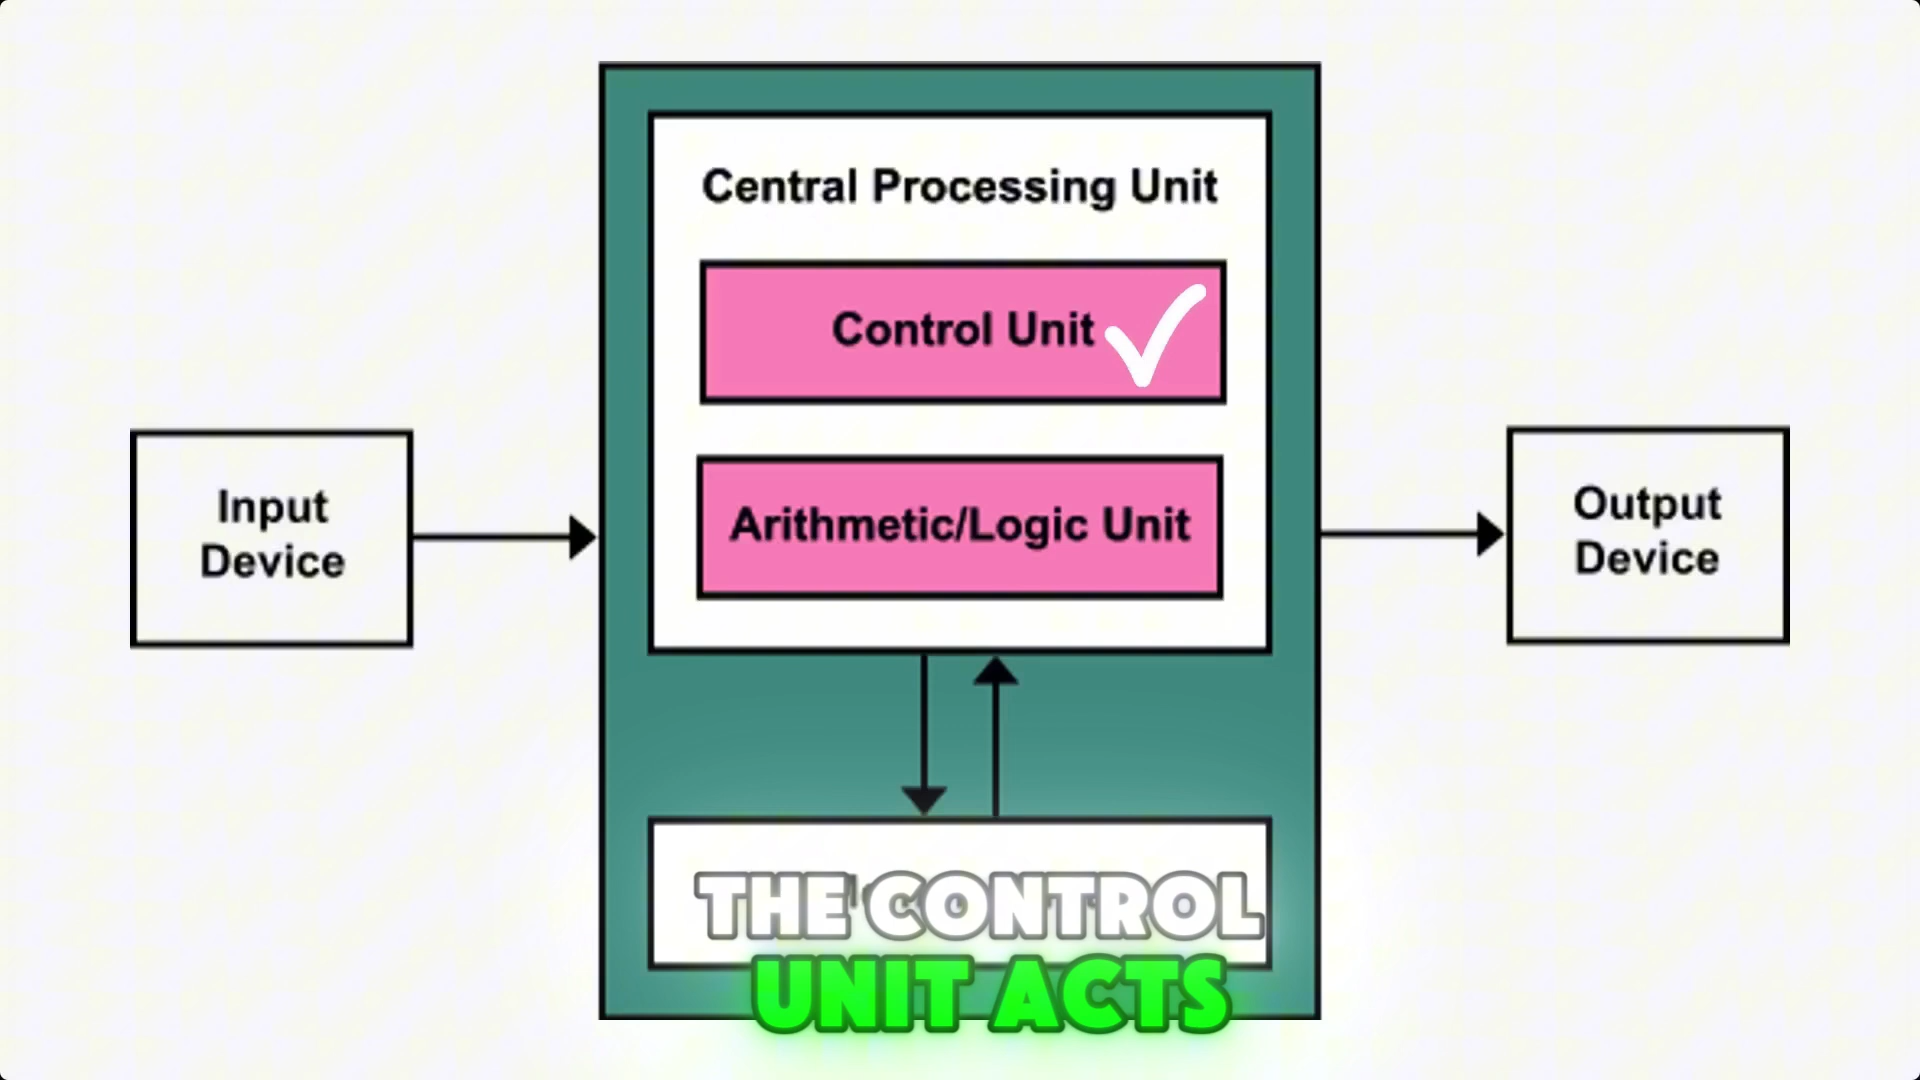 Central Processing Unit
Control Unit
Arithmetic/Logic Unit
Input
Device
Output
Device
THE CONTROL
UNIT ACTS